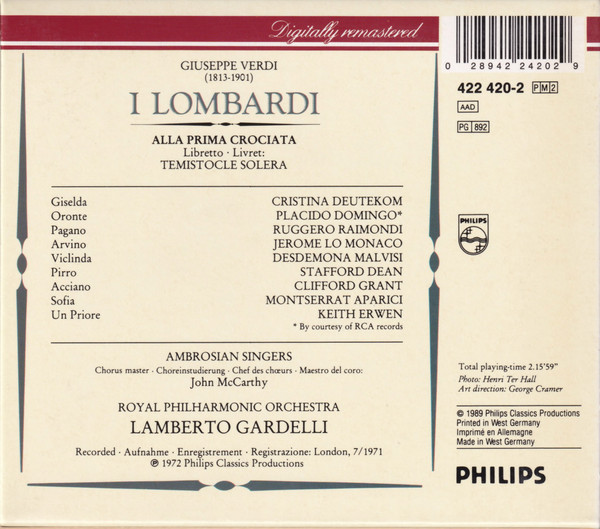 Digitally remastered
GIUSEPPE VERDI
(1813-1901)
I LOMBARDI
ALLA PRIMA CROCIATA
Libretto · Livret:
TEMISTOCLE SOLERA
Giselda CRISTINA DEUTEKOM
Oronte PLACIDO DOMINGO*
Pagano RUGGERO RAIMONDI
Arvino JEROME LO MONACO
Viclinda DESDEMONA MALVISI
Pirro STAFFORD DEAN
Acciano CLIFFORD GRANT
Sofia MONTSERRAT APARICI
Un Priore KEITH ERWEN
* By courtesy of RCA records
AMBROSIAN SINGERS
Chorus master · Choreinstudierung · Chef des chœurs · Maestro del coro:
John McCarthy
ROYAL PHILHARMONIC ORCHESTRA
LAMBERTO GARDELLI
Recorded · Aufnahme · Enregistrement · Registrazione: London, 7/1971
℗ 1972 Philips Classics Productions
0 28942 24202 9
422 420-2 PM2
AAD
PG 892
PHILIPS
Total playing-time 2.15'59"
Photo: Henri Ter Hall
Art direction: George Cramer
© 1989 Philips Classics Productions
Printed in West Germany
Imprimé en Allemagne
Made in West Germany
PHILIPS